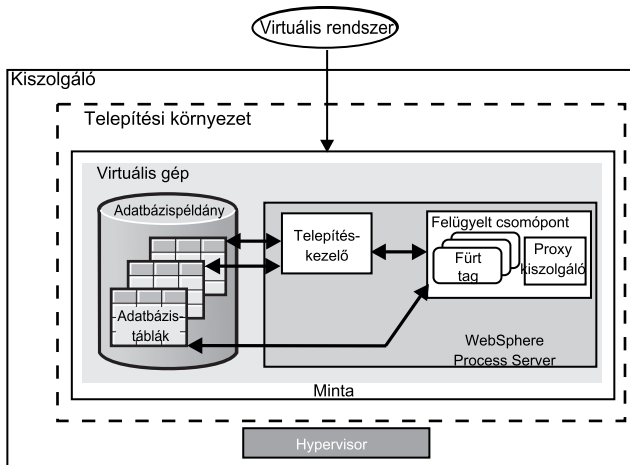 Virtuális rendszer
Kiszolgáló
Telepítési környezet
Virtuális gép
Adatbázispéldány
Adatbázis-
táblák
Telepítés-
kezelő
Felügyelt csomópont
Fürt
tag
Proxy
kiszolgáló
WebSphere
Process Server
Minta
Hypervisor